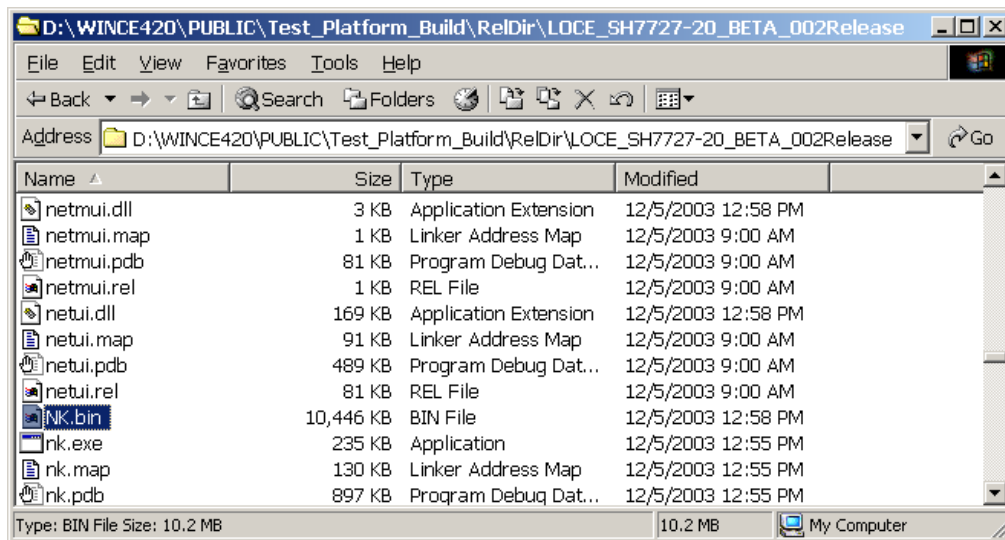 D:\WINCE420\PUBLIC\Test_Platform_Build\RelDir\LOCE_SH7727-20_BETA_002Release
File Edit View Favorites Tools Help
Back Search Folders
Address D:\WINCE420\PUBLIC\Test_Platform_Build\RelDir\LOCE_SH7727-20_BETA_002Release Go
Name Size Type Modified
netmui.dll 3 KB Application Extension 12/5/2003 12:58 PM
netmui.map 1 KB Linker Address Map 12/5/2003 9:00 AM
netmui.pdb 81 KB Program Debug Dat... 12/5/2003 9:00 AM
netmui.rel 1 KB REL File 12/5/2003 9:00 AM
netui.dll 169 KB Application Extension 12/5/2003 12:58 PM
netui.map 91 KB Linker Address Map 12/5/2003 9:00 AM
netui.pdb 489 KB Program Debug Dat... 12/5/2003 9:00 AM
netui.rel 81 KB REL File 12/5/2003 9:00 AM
NK.bin 10,446 KB BIN File 12/5/2003 12:58 PM
nk.exe 235 KB Application 12/5/2003 12:55 PM
nk.map 130 KB Linker Address Map 12/5/2003 12:55 PM
nk.pdb 897 KB Program Debug Dat... 12/5/2003 12:55 PM
Type: BIN File Size: 10.2 MB 10.2 MB My Computer